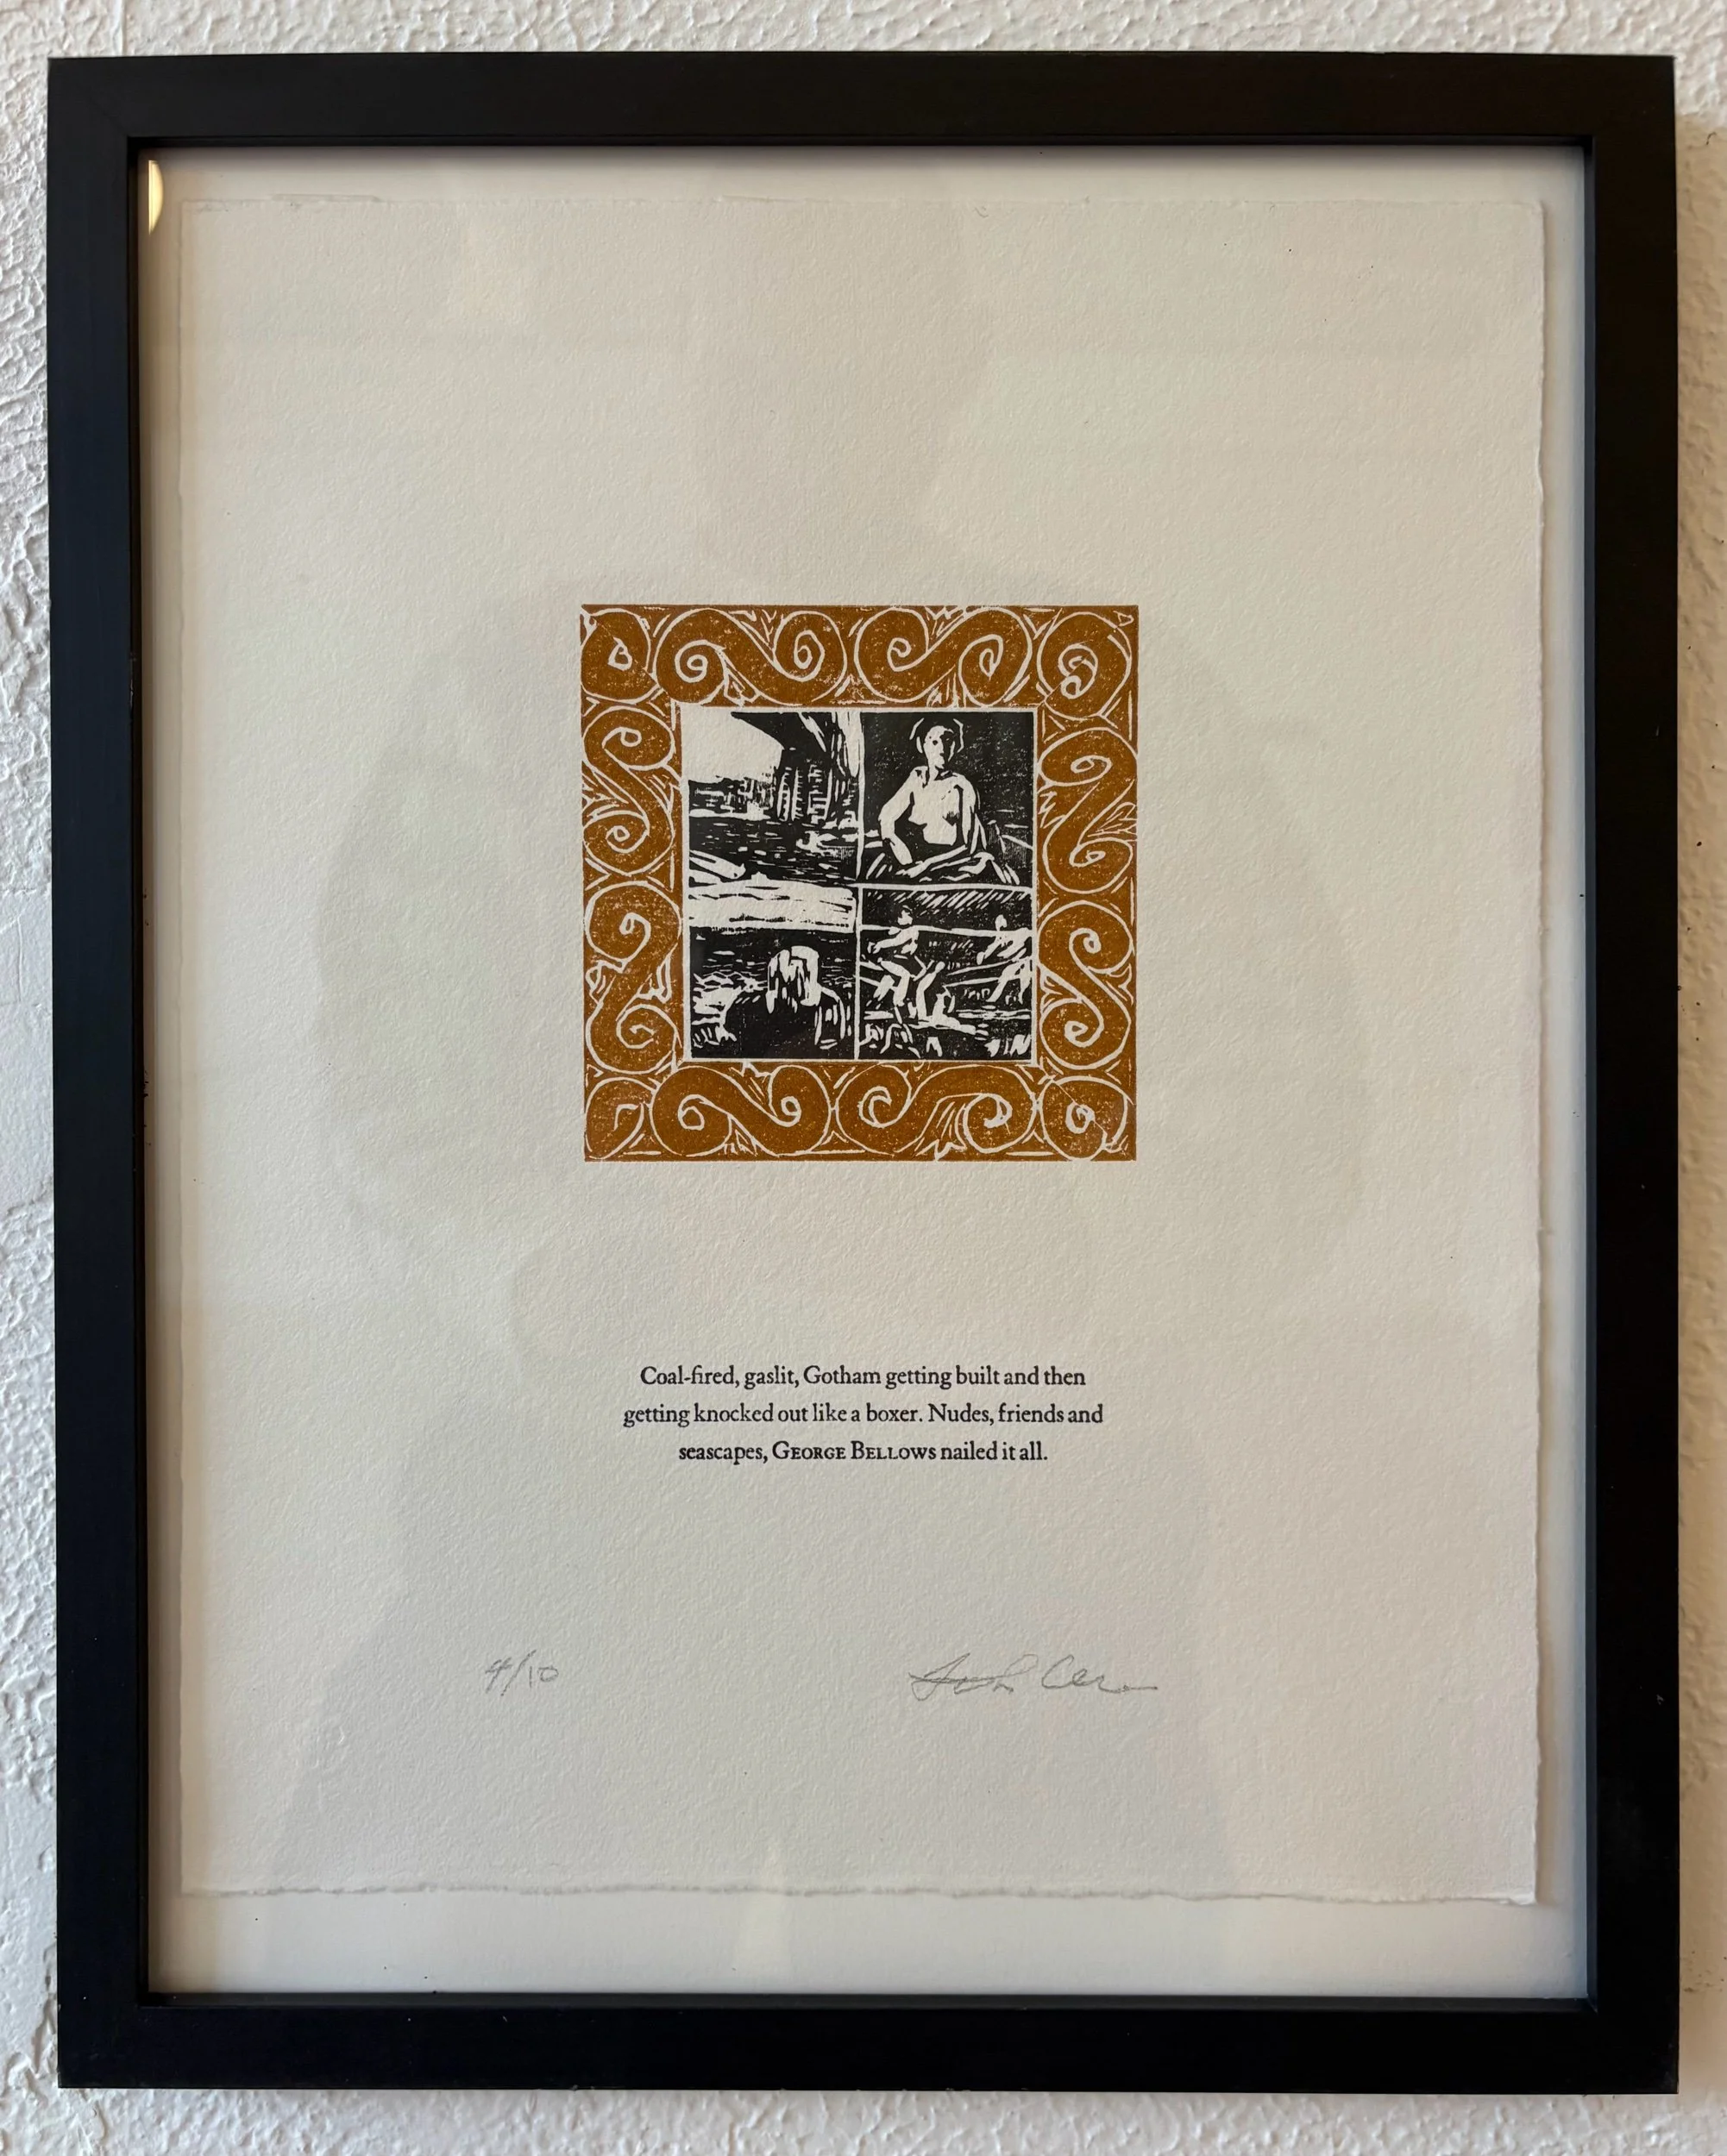 Coal-fired, gaslit, Gotham getting built and then
getting knocked out like a boxer. Nudes, friends and
seascapes, GEORGE BELLOWS nailed it all.
4/10